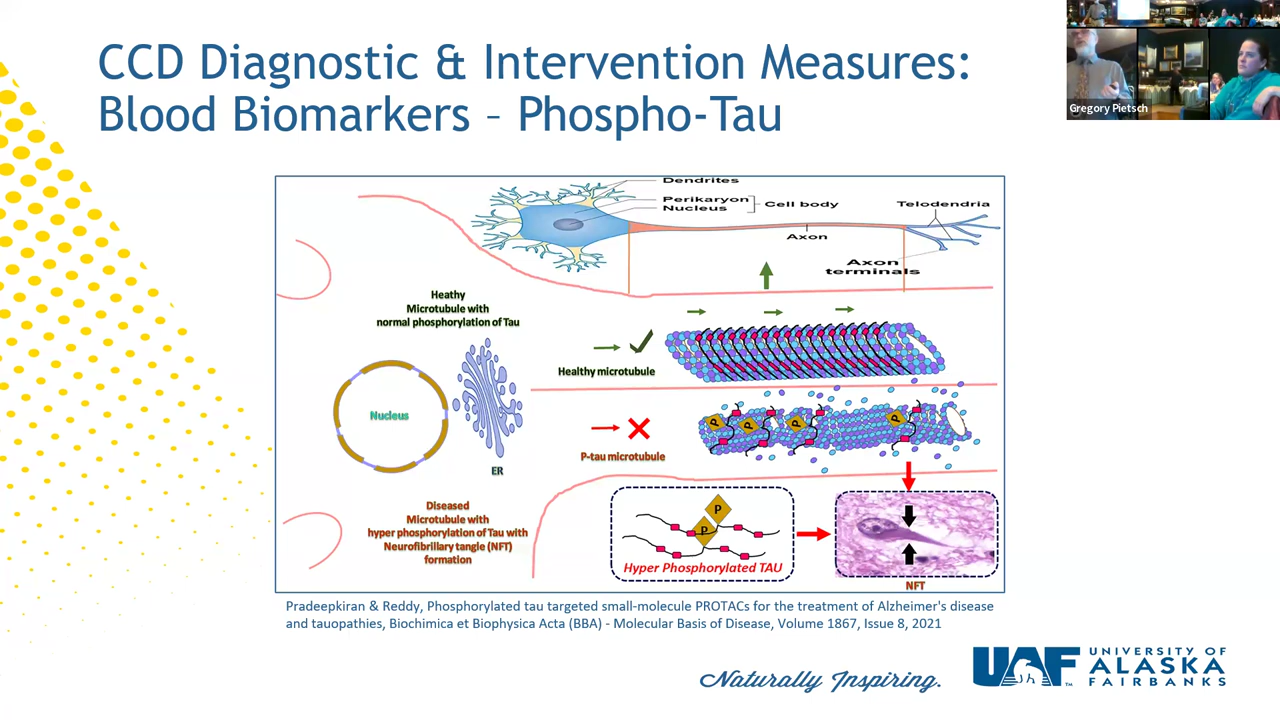 CCD Diagnostic & Intervention Measures:
Blood Biomarkers – Phospho-Tau
Gregory Pietsch
Dendrites
Perikaryon
Nucleus
Cell body
Telodendria
Axon
Axon
terminals
Heathy
Microtubule with
normal phosphorylation of Tau
Healthy microtubule
Nucleus
ER
P-tau microtubule
P
P
P
P
Diseased
Microtubule with
hyper phosphorylation of Tau with
Neurofibrillary tangle (NFT)
formation
P
P
Hyper Phosphorylated TAU
NFT
Pradeepkiran & Reddy, Phosphorylated tau targeted small-molecule PROTACs for the treatment of Alzheimer's disease
and tauopathies, Biochimica et Biophysica Acta (BBA) - Molecular Basis of Disease, Volume 1867, Issue 8, 2021
Naturally Inspiring.
UAF
UNIVERSITY OF
ALASKA
FAIRBANKS
TM